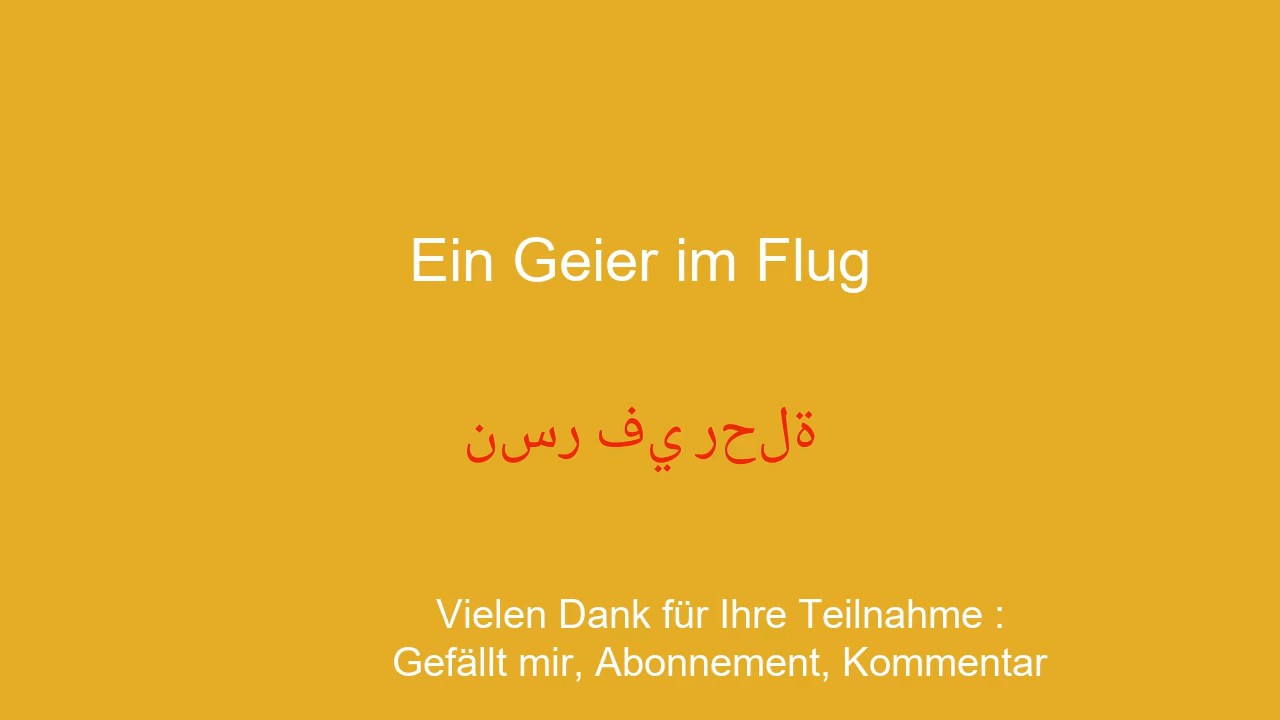 Ein Geier im Flug
نسر في رحلة
Vielen Dank für Ihre Teilnahme :
Gefällt mir, Abonnement, Kommentar